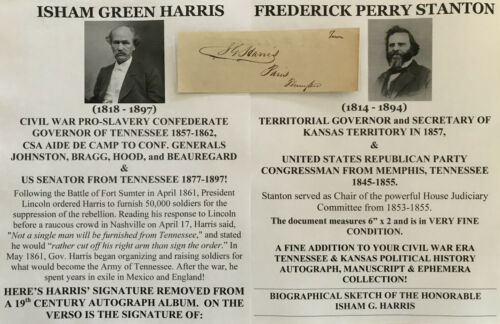 ISHAM GREEN HARRIS
(1818 - 1897)
CIVIL WAR PRO-SLAVERY CONFEDERATE
GOVERNOR OF TENNESSEE 1857-1862,
CSA AIDE DE CAMP TO CONF. GENERALS
JOHNSTON, BRAGG, HOOD, and BEAUREGARD
&
US SENATOR FROM TENNESSEE 1877-1897!
Following the Battle of Fort Sumter in April 1861, President
Lincoln ordered Harris to furnish 50,000 soldiers for the
suppression of the rebellion. Reading his response to Lincoln
before a raucous crowd in Nashville on April 17, Harris said,
"Not a single man will be furnished from Tennessee," and stated
he would "rather cut off his right arm than sign the order." In
May 1861, Gov. Harris began organizing and raising soldiers for
what would become the Army of Tennessee. After the war, he
spent years in exile in Mexico and England!
HERE'S HARRIS' SIGNATURE REMOVED FROM
A 19th CENTURY AUTOGRAPH ALBUM. ON THE
VERSO IS THE SIGNATURE OF:
Tenn
I G Harris
Paris
Tennessee
FREDERICK PERRY STANTON
(1814 - 1894)
TERRITORIAL GOVERNOR and SECRETARY OF
KANSAS TERRITORY IN 1857,
&
UNITED STATES REPUBLICAN PARTY
CONGRESSMAN FROM MEMPHIS, TENNESSEE
1845-1855.
Stanton served as Chair of the powerful House Judiciary
Committee from 1853-1855.
The document measures 6" x 2 and is in VERY FINE
CONDITION.
A FINE ADDITION TO YOUR CIVIL WAR ERA
TENNESSEE & KANSAS POLITICAL HISTORY
AUTOGRAPH, MANUSCRIPT & EPHEMERA
COLLECTION!
BIOGRAPHICAL SKETCH OF THE HONORABLE
ISHAM G. HARRIS